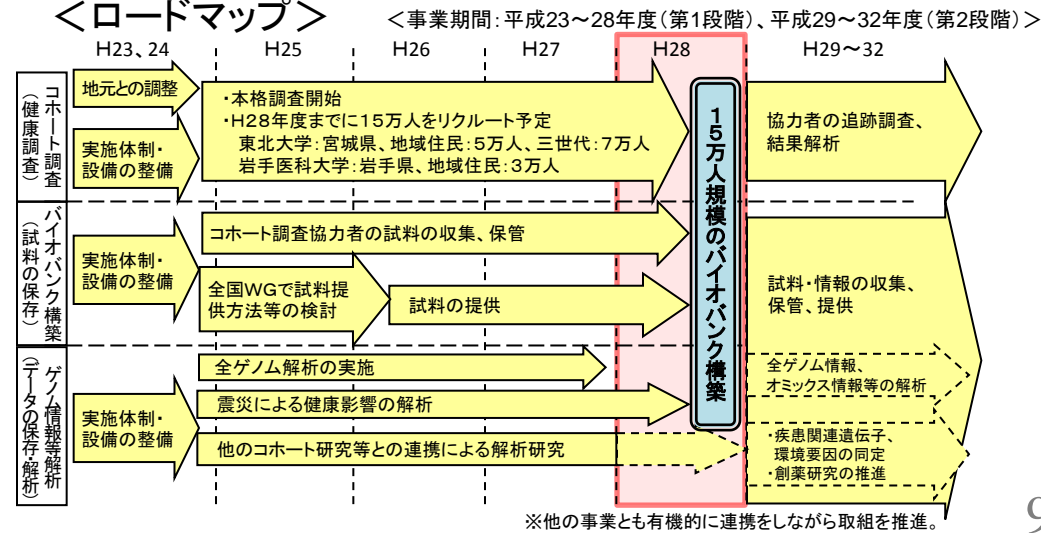 ＜ロードマップ＞
＜事業期間：平成23～28年度（第1段階）、平成29～32年度（第2段階）＞
H23、24
H25
H26
H27
H28
H29～32
コホート調査
（健康調査）
地元との調整
実施体制・
設備の整備
・本格調査開始
・H28年度までに15万人をリクルート予定
東北大学：宮城県、地域住民：5万人、三世代：7万人
岩手医科大学：岩手県、地域住民：3万人
15万人規模のバイオバンク構築
協力者の追跡調査、
結果解析
バイオバンク構築
（試料の保存）
実施体制・
設備の整備
コホート調査協力者の試料の収集、保管
全国WGで試料提
供方法等の検討
試料の提供
試料・情報の収集、
保管、提供
ゲノム情報等解析
（データの保存・解析）
実施体制・
設備の整備
全ゲノム解析の実施
震災による健康影響の解析
他のコホート研究等との連携による解析研究
全ゲノム情報、
オミックス情報等の解析
・疾患関連遺伝子、
環境要因の同定
・創薬研究の推進
※他の事業とも有機的に連携をしながら取組を推進。
9